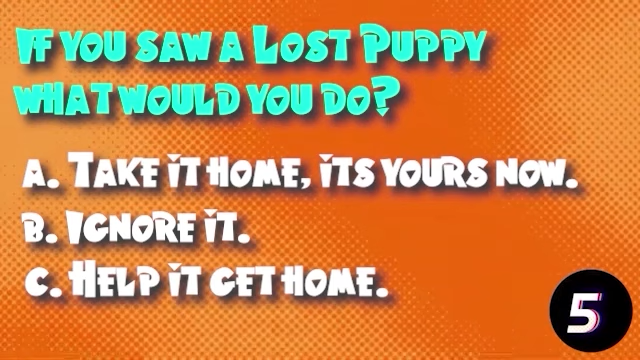 If you saw a Lost Puppy
what would you do?
A. Take it home, its yours now.
B. Ignore it.
C. Help it get home.
5